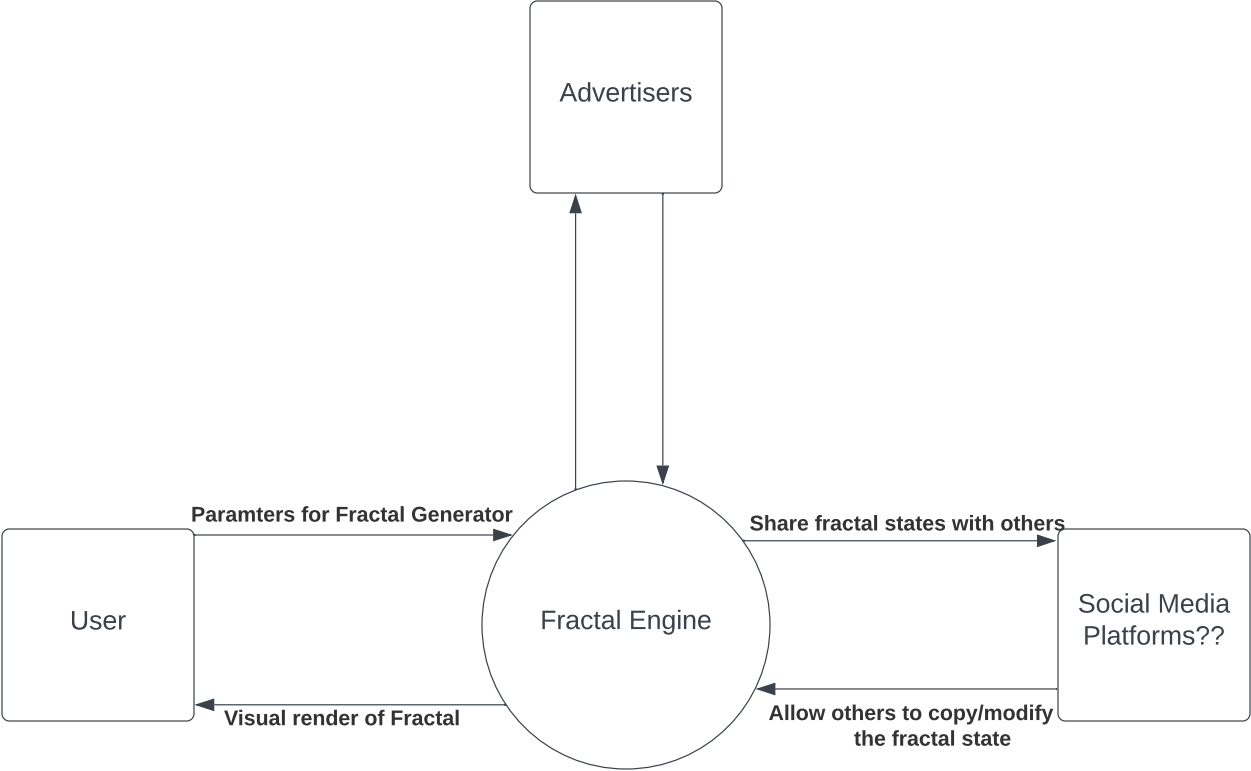 Advertisers
Paramters for Fractal Generator
Share fractal states with others
User
Fractal Engine
Social Media
Platforms??
Visual render of Fractal
Allow others to copy/modify
the fractal state